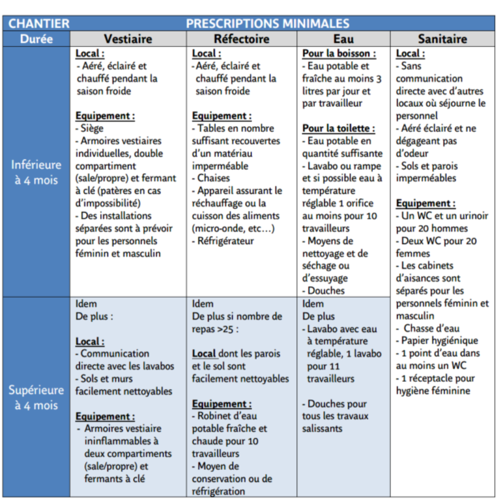 CHANTIER PRESCRIPTIONS MINIMALES
Durée Vestiaire Réfectoire Eau Sanitaire
Inférieure
à 4 mois
Local :
- Aéré, éclairé et
chauffé pendant la
saison froide
Equipement :
- Siège
- Armoires vestiaires
individuelles, double
compartiment
(sale/propre) et fermant
à clé (patères en cas
d'impossibilité)
- Des installations
séparées sont à prévoir
pour les personnels
féminin et masculin
Local :
- Aéré, éclairé et
chauffé pendant la
saison froide
Equipement :
- Tables en nombre
suffisant recouvertes
d'un matériau
imperméable
- Chaises
- Appareil assurant le
réchauffage ou la
cuisson des aliments
(micro-onde, etc…)
- Réfrigérateur
Pour la boisson :
- Eau potable et
fraîche au moins 3
litres par jour et
par travailleur
Pour la toilette :
- Eau potable en
quantité suffisante
- Lavabo ou rampe
et si possible eau à
température
réglable 1 orifice
au moins pour 10
travailleurs
- Moyens de
nettoyage et de
séchage ou
d'essuyage
- Douches
Local :
- Sans
communication
directe avec d'autres
locaux où séjourne le
personnel
- Aéré éclairé et ne
dégageant pas
d'odeur
- Sols et parois
imperméables
Equipement :
- Un WC et un urinoir
pour 20 hommes
- Deux WC pour 20
femmes
- Les cabinets
d'aisances sont
séparés pour les
personnels féminin et
masculin
- Chasse d'eau
- Papier hygiénique
- 1 point d'eau dans
au moins un WC
- 1 réceptacle pour
hygiène féminine
Supérieure
à 4 mois
Idem
De plus :
Local :
- Communication
directe avec les lavabos
- Sols et murs
facilement nettoyables
Equipement :
- Armoires vestiaire
ininflammables à
deux compartiments
(sale/propre) et
fermants à clé
Idem
De plus si nombre de
repas >25 :
Local dont les parois
et le sol sont
facilement nettoyables
Equipement :
- Robinet d'eau
potable fraîche et
chaude pour 10
travailleurs
- Moyen de
conservation ou de
réfrigération
Idem
De plus
- Lavabo avec eau
à température
réglable, 1 lavabo
pour 11
travailleurs
- Douches pour
tous les travaux
salissants